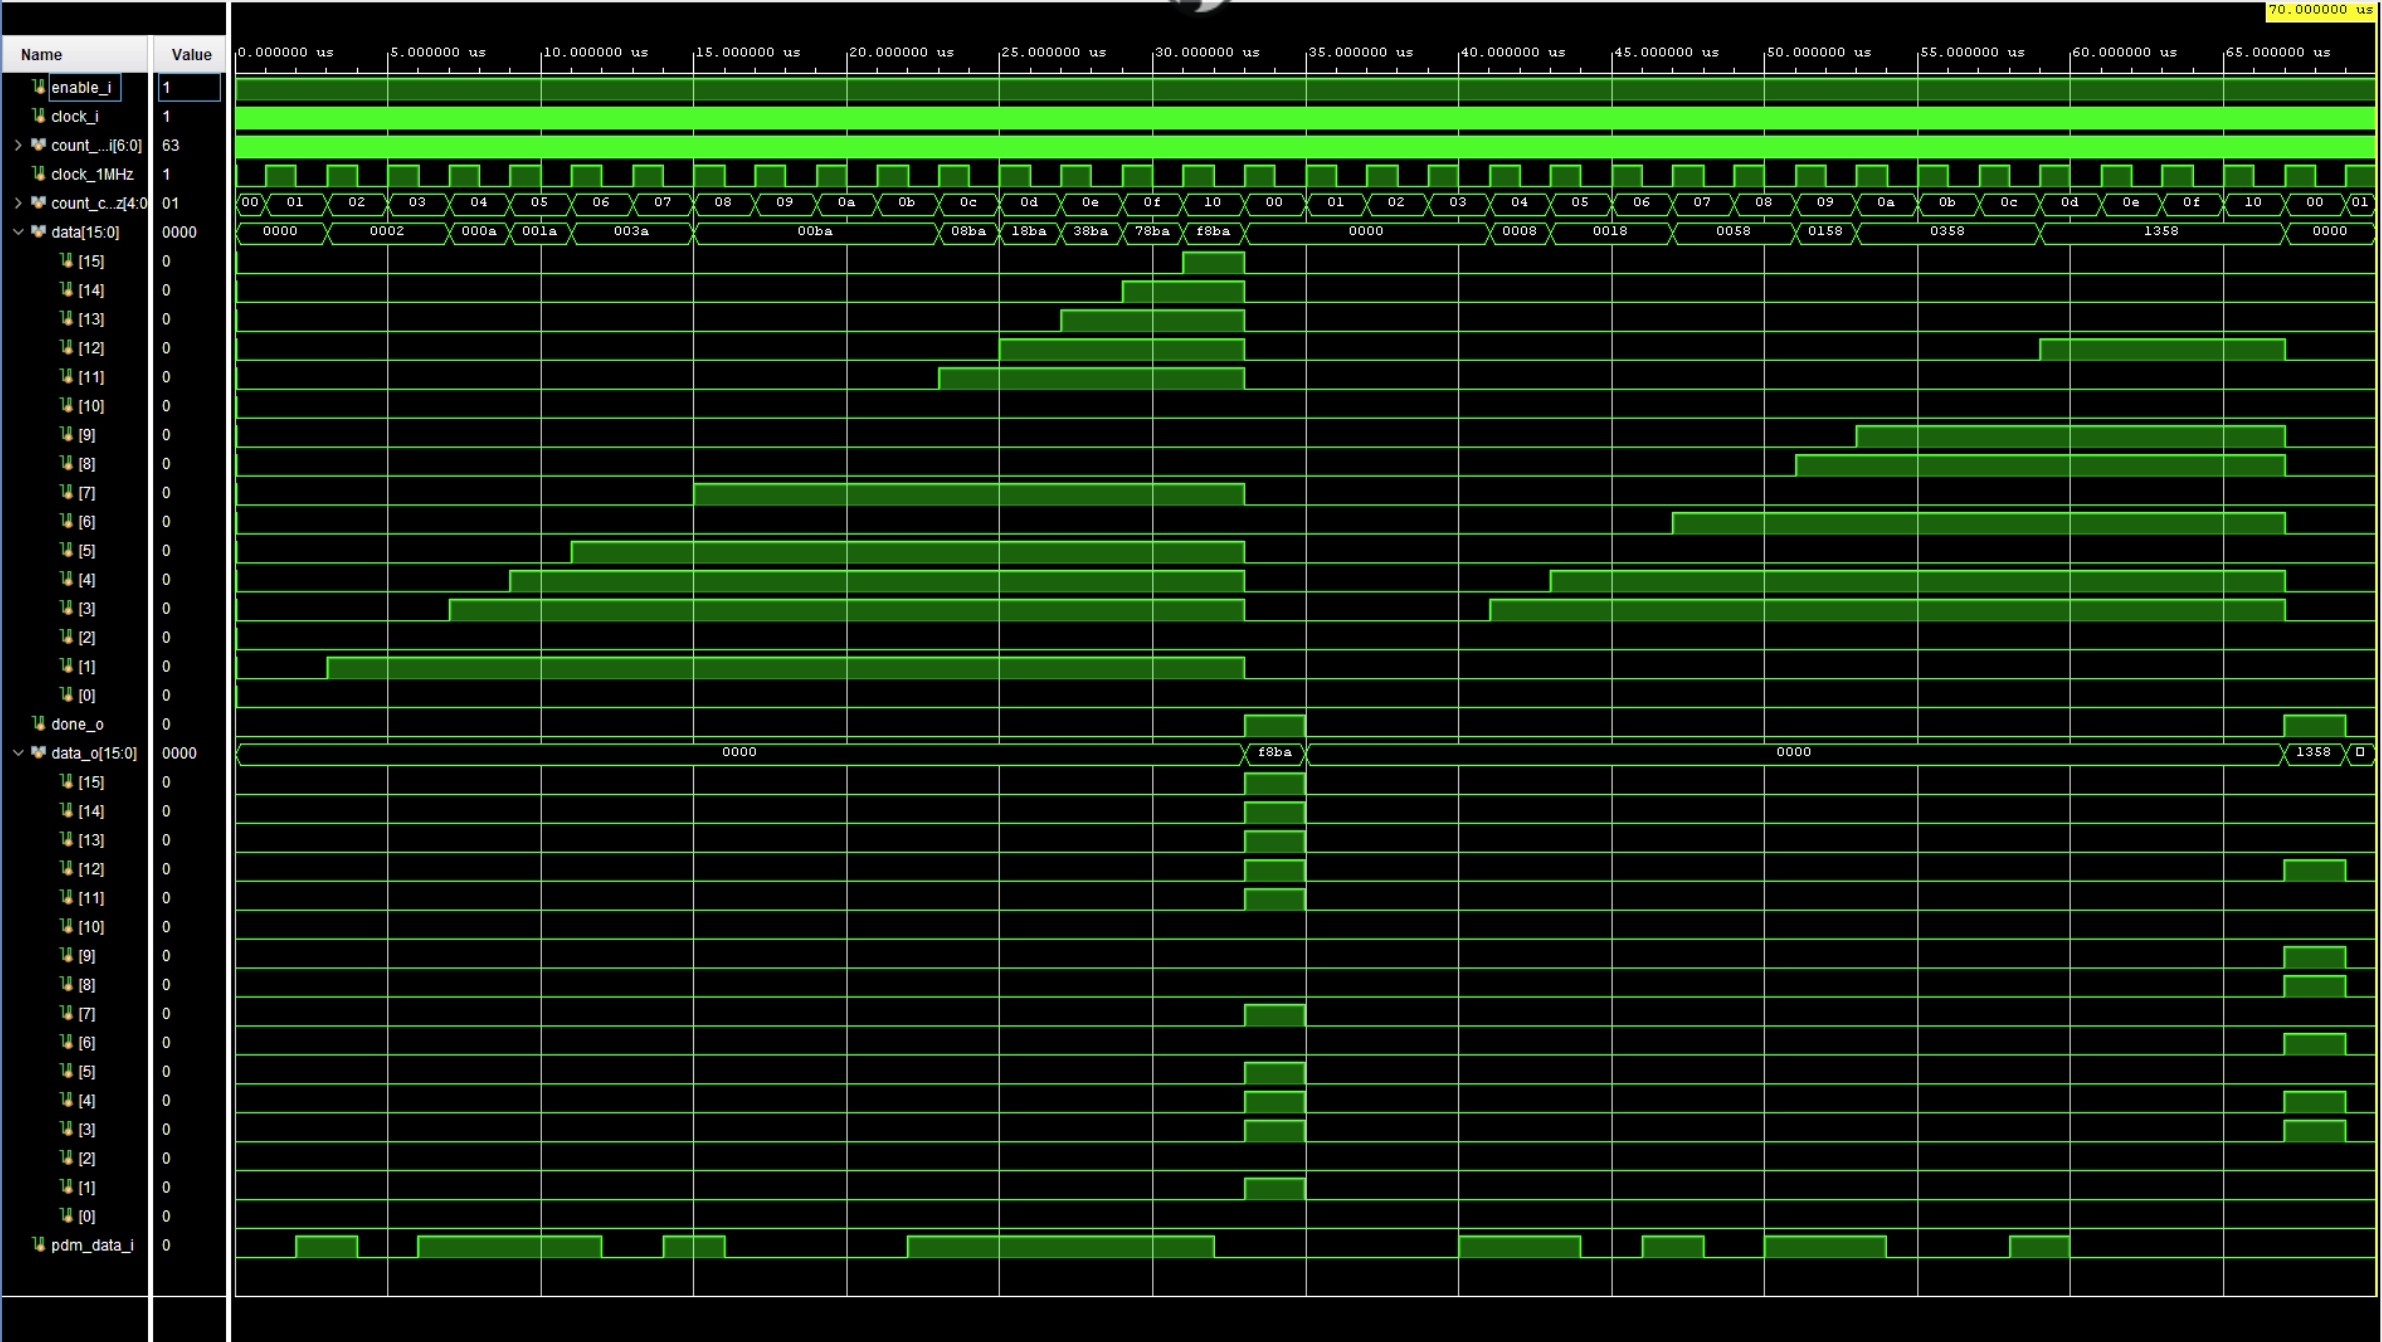 70.000000 us
Name Value 0.000000 us 5.000000 us 10.000000 us 15.000000 us 20.000000 us 25.000000 us 30.000000 us 35.000000 us 40.000000 us 45.000000 us 50.000000 us 55.000000 us 60.000000 us 65.000000 us
enable_i 1
clock_i 1
count_...i[6:0] 63
clock_1MHz 1
count_c...z[4:0 01 00 01 02 03 04 05 06 07 08 09 0a 0b 0c 0d 0e 0f 10 00 01 02 03 04 05 06 07 08 09 0a 0b 0c 0d 0e 0f 10 00 01
data[15:0] 0000 0000 0002 000a 001a 003a 00ba 08ba 18ba 38ba 78ba f8ba 0000 0008 0018 0058 0158 0358 1358 0000
[15] 0
[14] 0
[13] 0
[12] 0
[11] 0
[10] 0
[9] 0
[8] 0
[7] 0
[6] 0
[5] 0
[4] 0
[3] 0
[2] 0
[1] 0
[0] 0
done_o 0
data_o[15:0] 0000 0000 f8ba 0000 1358
[15] 0
[14] 0
[13] 0
[12] 0
[11] 0
[10] 0
[9] 0
[8] 0
[7] 0
[6] 0
[5] 0
[4] 0
[3] 0
[2] 0
[1] 0
[0] 0
pdm_data_i 0